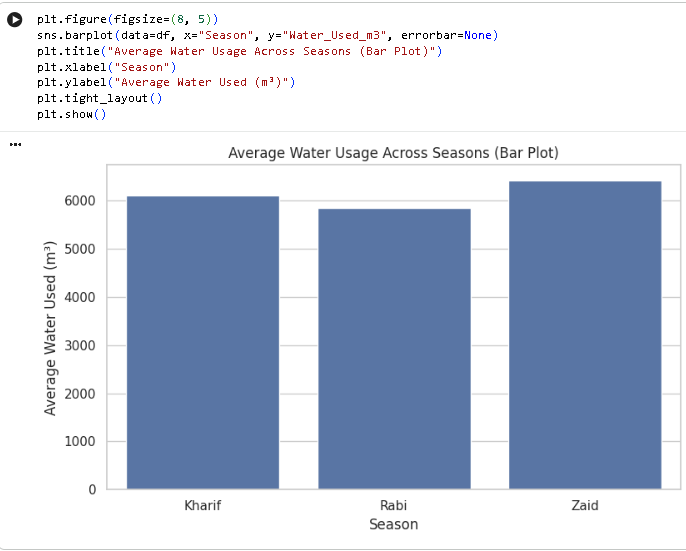 plt.figure(figsize=(8, 5))
sns.barplot(data=df, x="Season", y="Water_Used_m3", errorbar=None)
plt.title("Average Water Usage Across Seasons (Bar Plot)")
plt.xlabel("Season")
plt.ylabel("Average Water Used (m³)")
plt.tight_layout()
plt.show()
Average Water Usage Across Seasons (Bar Plot)
Average Water Used (m³)
6000
5000
4000
3000
2000
1000
0
Kharif Rabi Zaid
Season